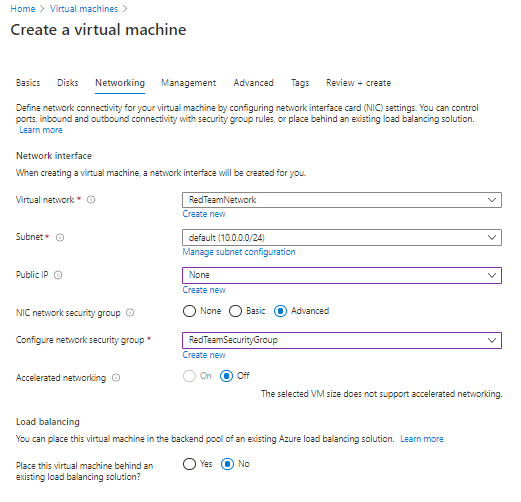 Home > Virtual machines >
Create a virtual machine
Basics Disks Networking Management Advanced Tags Review + create
Define network connectivity for your virtual machine by configuring network interface card (NIC) settings. You can control
ports, inbound and outbound connectivity with security group rules, or place behind an existing load balancing solution.
Learn more
Network interface
When creating a virtual machine, a network interface will be created for you.
Virtual network * RedTeamNetwork
Create new
Subnet * default (10.0.0.0/24)
Manage subnet configuration
Public IP None
Create new
NIC network security group None Basic Advanced
Configure network security group * RedTeamSecurityGroup
Create new
Accelerated networking On Off
The selected VM size does not support accelerated networking.
Load balancing
You can place this virtual machine in the backend pool of an existing Azure load balancing solution. Learn more
Place this virtual machine behind an Yes No
existing load balancing solution?